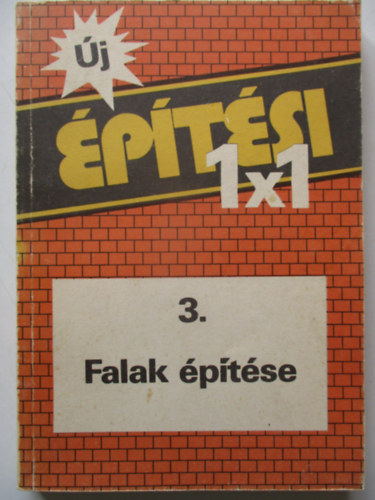 Új
ÉPÍTÉSI
1x1
3.
Falak építése